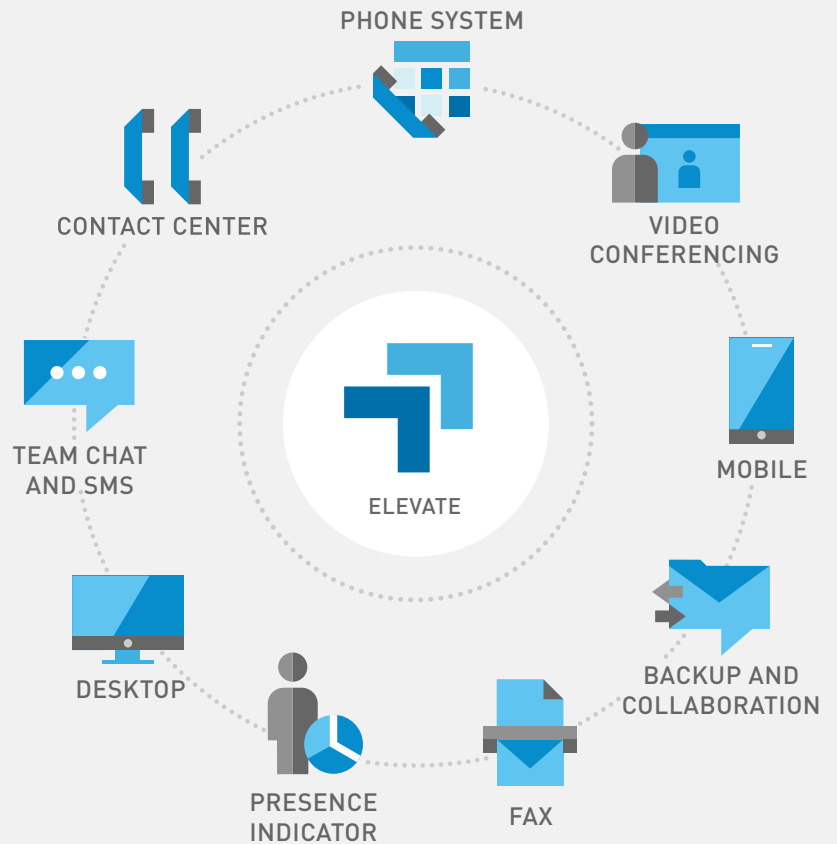 PHONE SYSTEM
VIDEO
CONFERENCING
MOBILE
BACKUP AND
COLLABORATION
FAX
PRESENCE
INDICATOR
DESKTOP
TEAM CHAT
AND SMS
CONTACT CENTER
ELEVATE